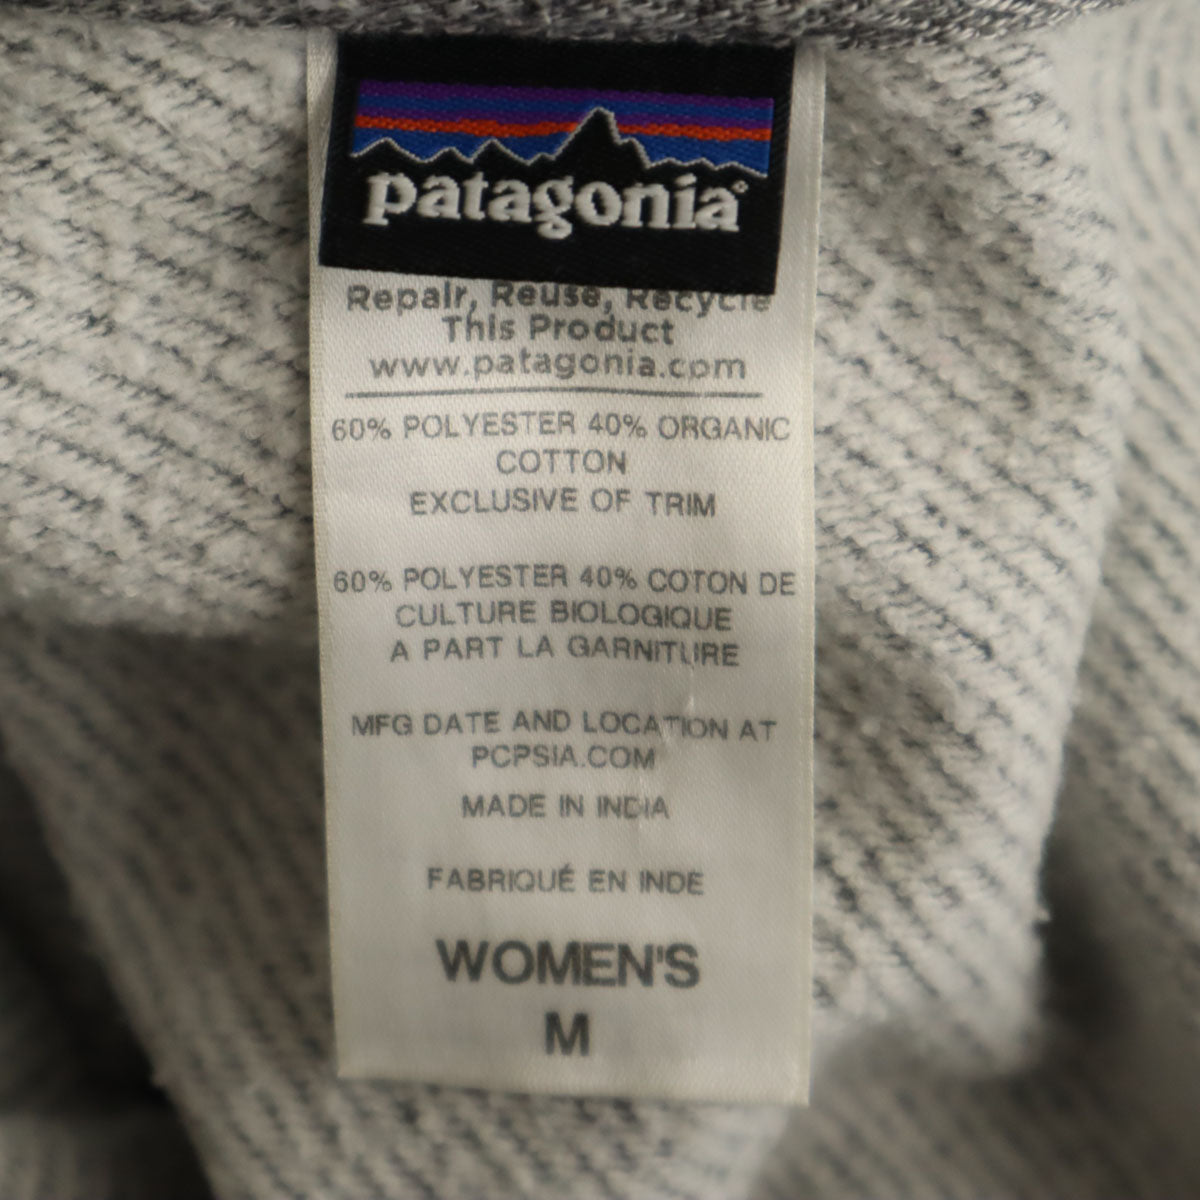 patagonia®
Repair, Reuse, Recycle
This Product
www.patagonia.com
60% POLYESTER 40% ORGANIC
COTTON
EXCLUSIVE OF TRIM
60% POLYESTER 40% COTON DE
CULTURE BIOLOGIQUE
A PART LA GARNITURE
MFG DATE AND LOCATION AT
PCPSIA.COM
MADE IN INDIA
FABRIQUÉ EN INDE
WOMEN'S
M